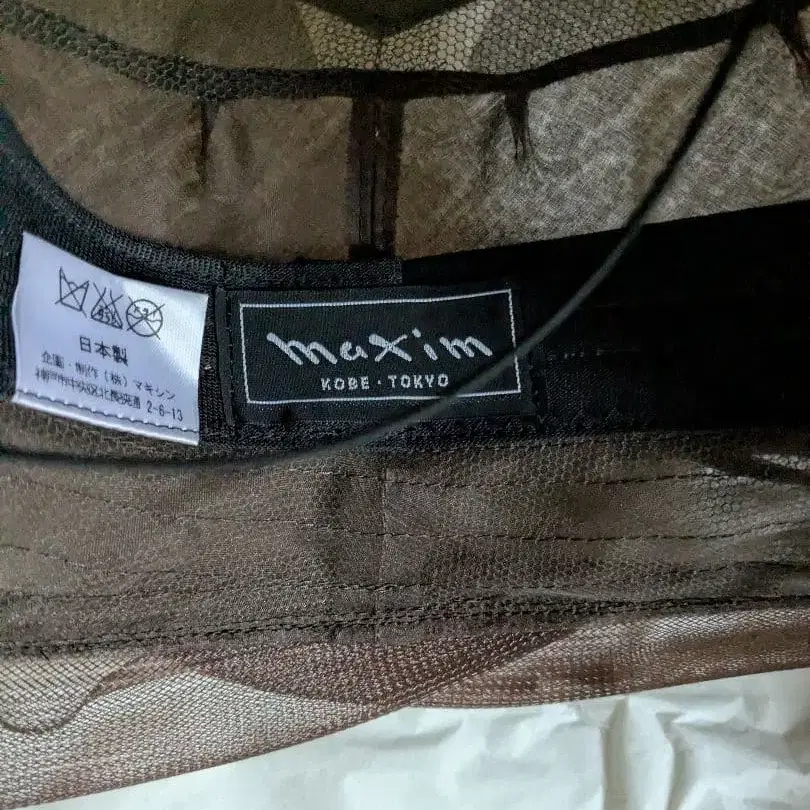 日本製
企画・制作(株)マキシン
神戸市中央区北長狭通 2-6-13
maxim
KOBE・TOKYO